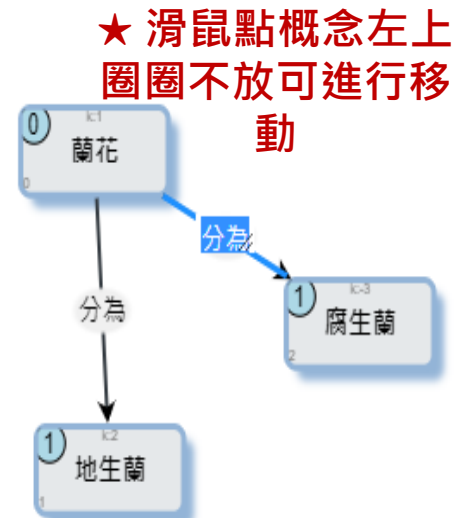 ★ 滑鼠點概念左上
圈圈不放可進行移
動
0
k:1
蘭花
0
分為
1
k:-3
腐生蘭
2
分為
1
k:2
地生蘭
1